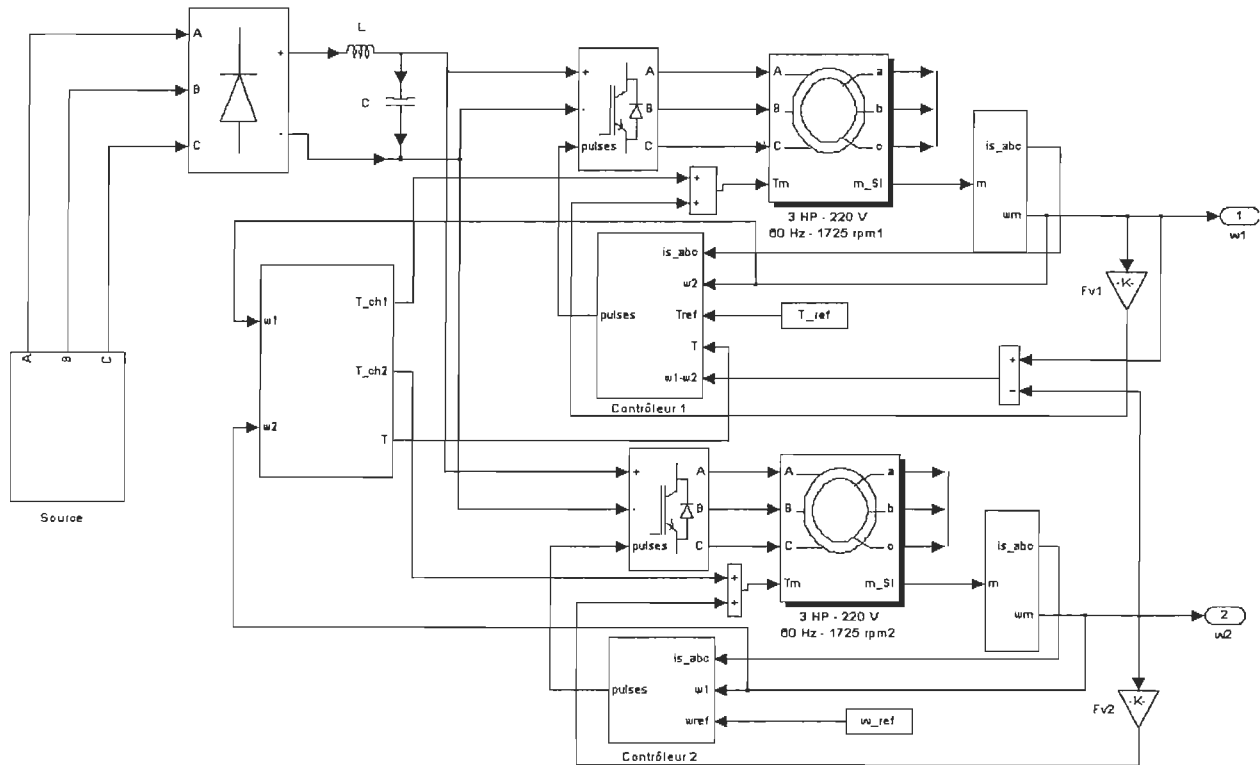 A
B
C
+
-
L
C
+
-
pulses
A
B
C
A
B
C
Tm
a
b
c
m_SI
3 HP - 220 V
60 Hz - 1725 rpm1
+
+
m
is_abc
wm
1
w1
-K-
Fv1
w1
w2
T_ch1
T_ch2
T
pulses
is_abc
w2
Tref
T
w1-w2
Contrôleur 1
T_ref
+
-
A
B
C
Source
+
-
pulses
A
B
C
A
B
C
Tm
a
b
c
m_SI
3 HP - 220 V
60 Hz - 1725 rpm2
+
+
m
is_abc
wm
2
w2
-K-
Fv2
pulses
is_abc
w1
wref
Contrôleur 2
w_ref